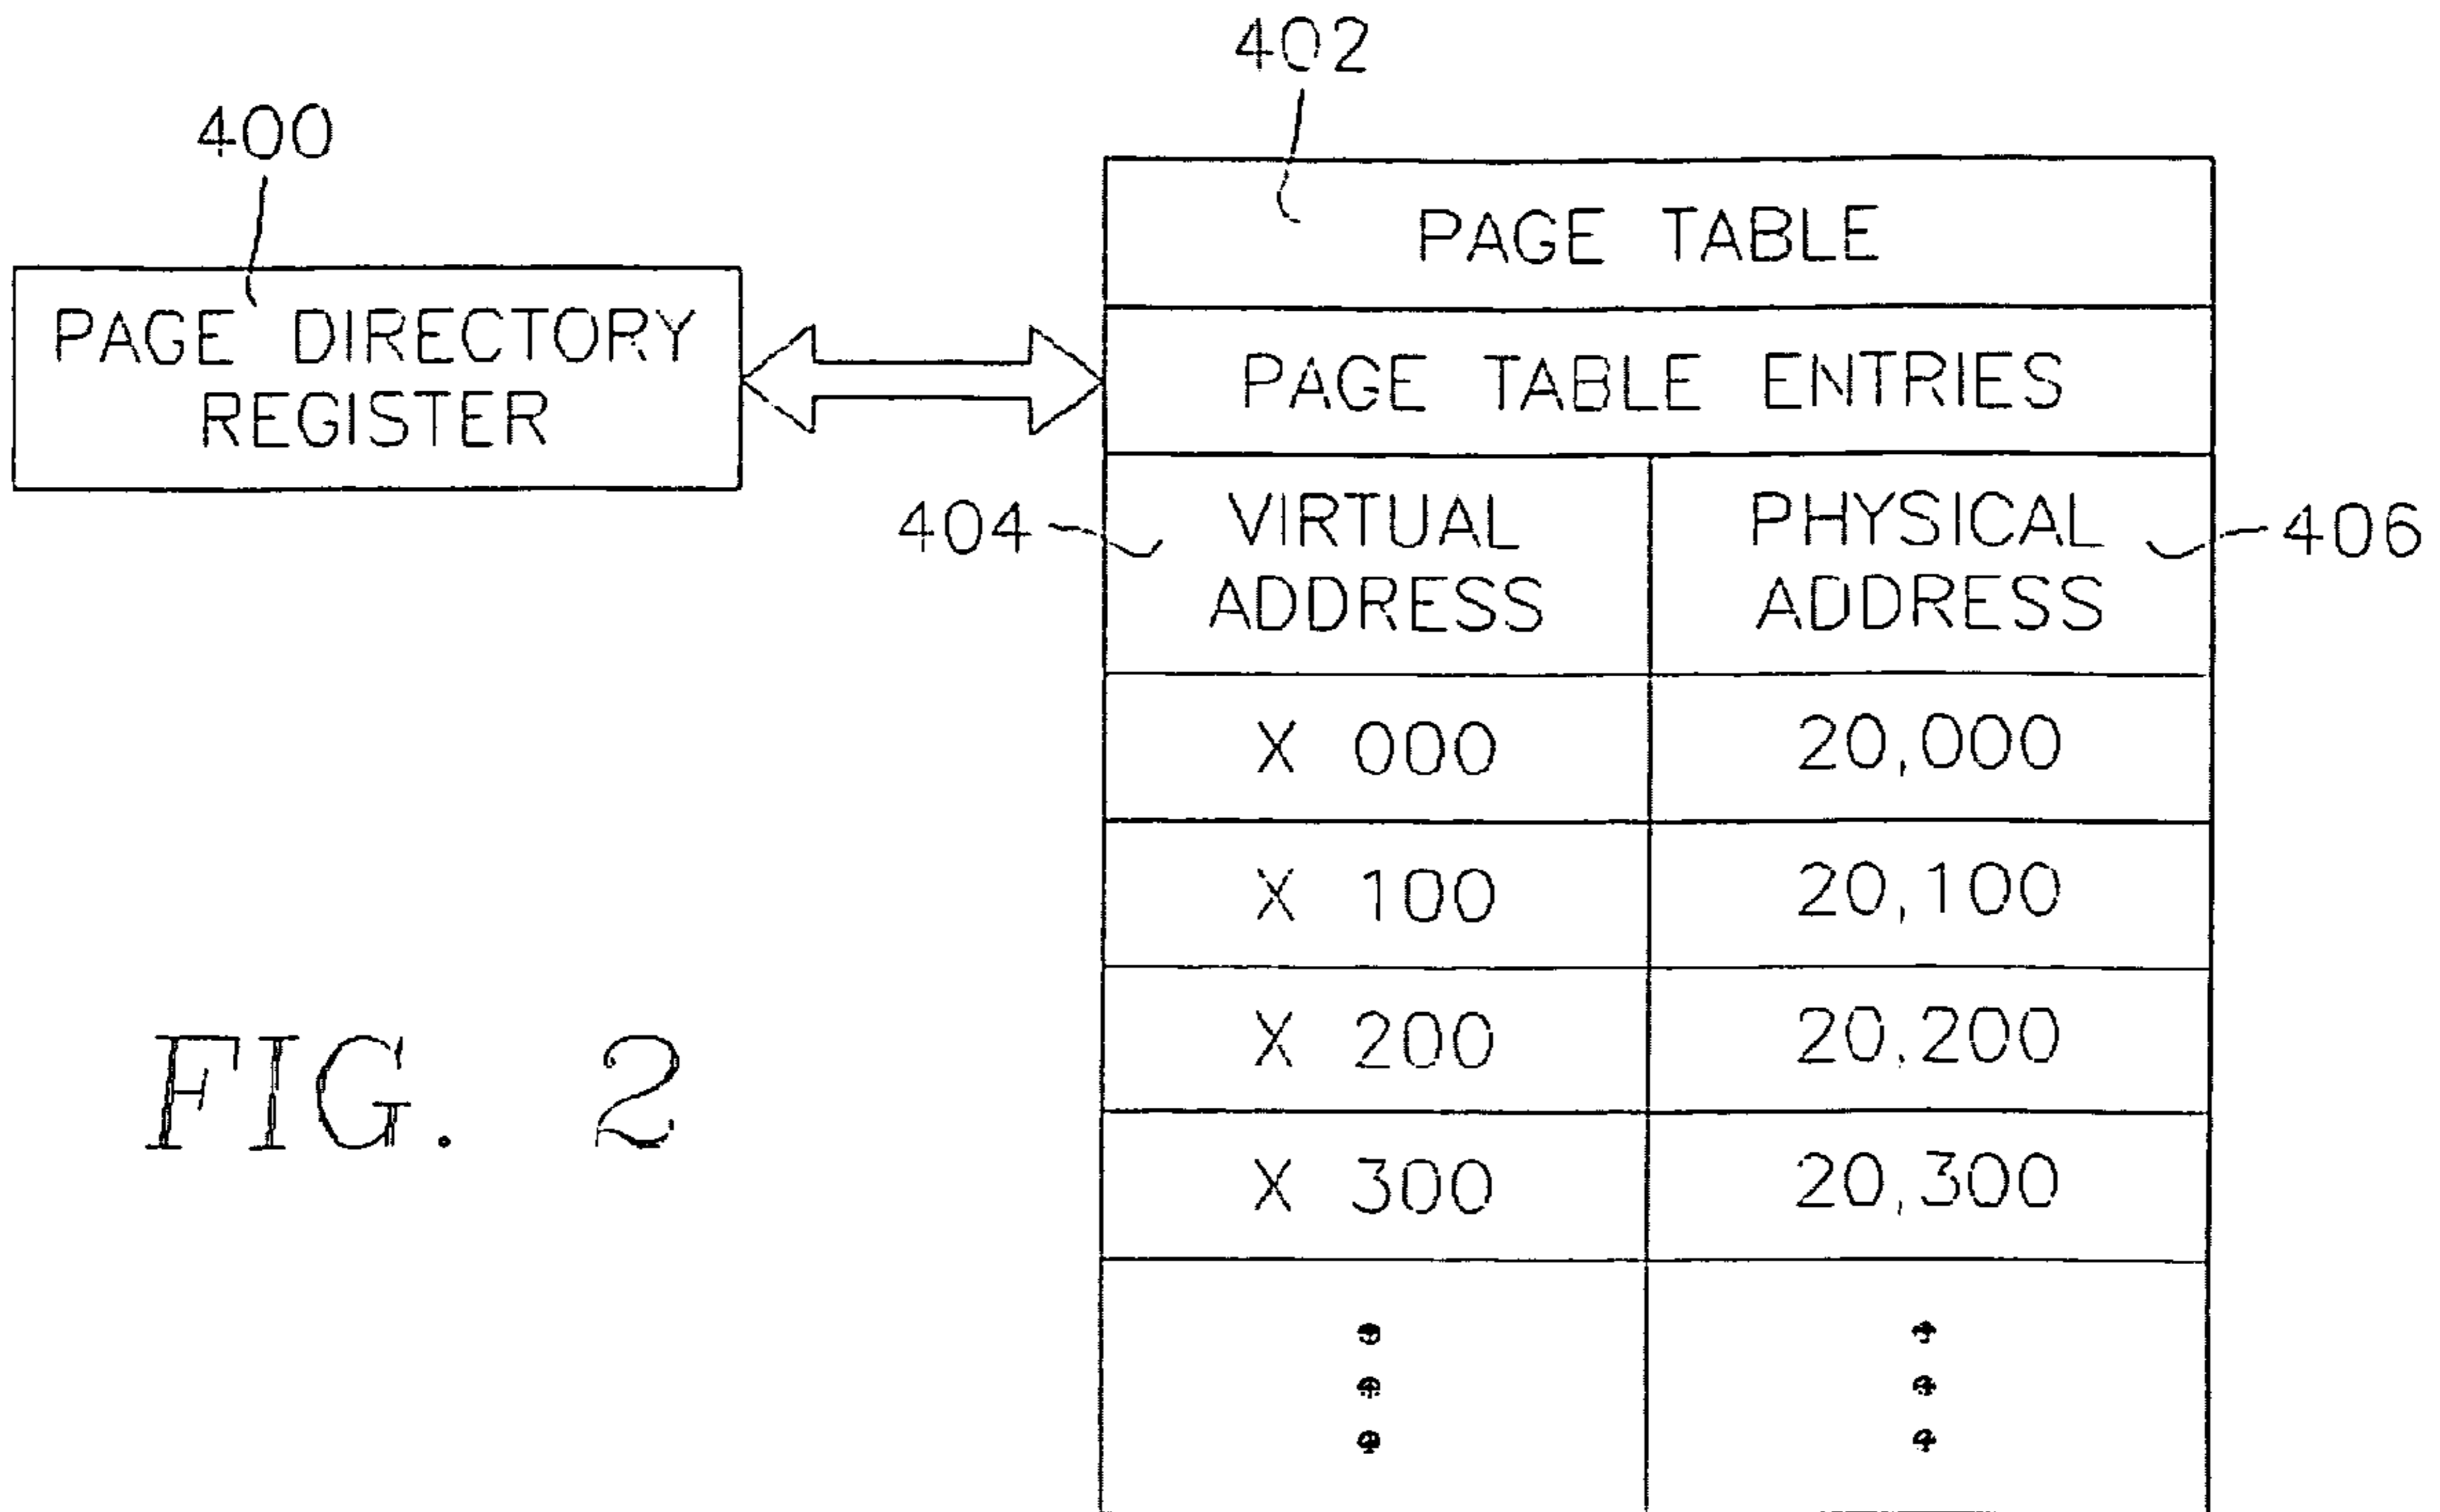 402
400
PAGE TABLE
PAGE DIRECTORY
REGISTER
PAGE TABLE ENTRIES
404
VIRTUAL
ADDRESS
PHYSICAL
ADDRESS
406
X 000
20,000
X 100
20,100
X 200
20,200
X 300
20,300
FIG. 2